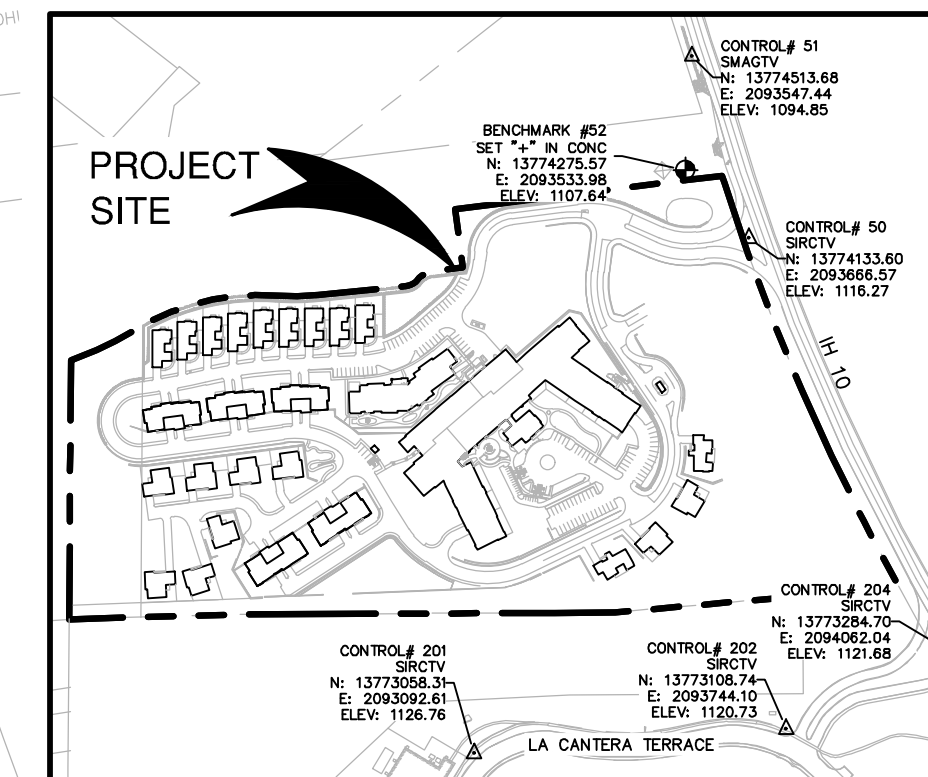 CONTROL# 51
SMAGTV
N: 13774513.68
E: 2093547.44
ELEV: 1094.85
BENCHMARK #52
SET "+" IN CONC
N: 13774275.57
E: 2093533.98
ELEV: 1107.64
PROJECT
SITE
CONTROL# 50
SIRCTV
N: 13774133.60
E: 2093666.57
ELEV: 1116.27
IH 10
CONTROL# 204
SIRCTV
N: 13773284.70
E: 2094062.04
ELEV: 1121.68
CONTROL# 201
SIRCTV
N: 13773058.31
E: 2093092.61
ELEV: 1126.76
CONTROL# 202
SIRCTV
N: 13773108.74
E: 2093744.10
ELEV: 1120.73
LA CANTERA TERRACE